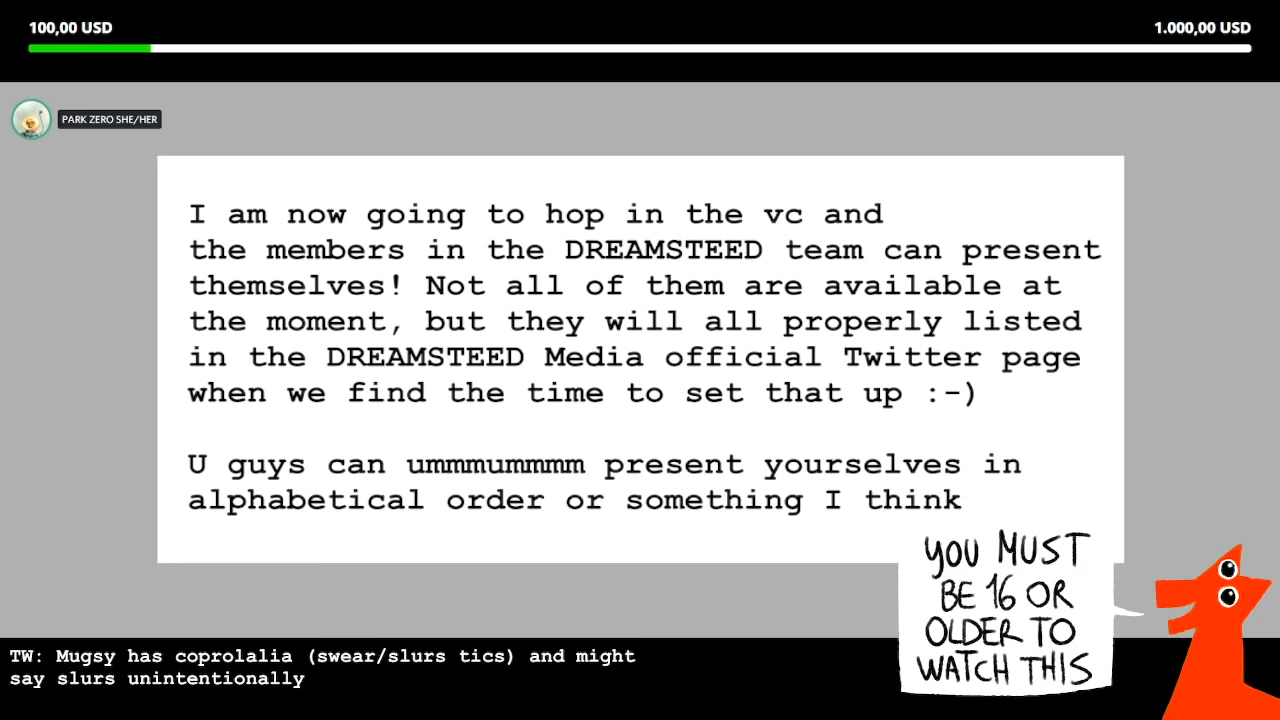 100,00 USD
1.000,00 USD
PARK ZERO SHE/HER
I am now going to hop in the vc and
the members in the DREAMSTEED team can present
themselves! Not all of them are available at
the moment, but they will all properly listed
in the DREAMSTEED Media official Twitter page
when we find the time to set that up :-)
U guys can ummmummmm present yourselves in
alphabetical order or something I think
YOU MUST
BE 16 OR
OLDER TO
WATCH THIS
TW: Mugsy has coprolalia (swear/slurs tics) and might
say slurs unintentionally